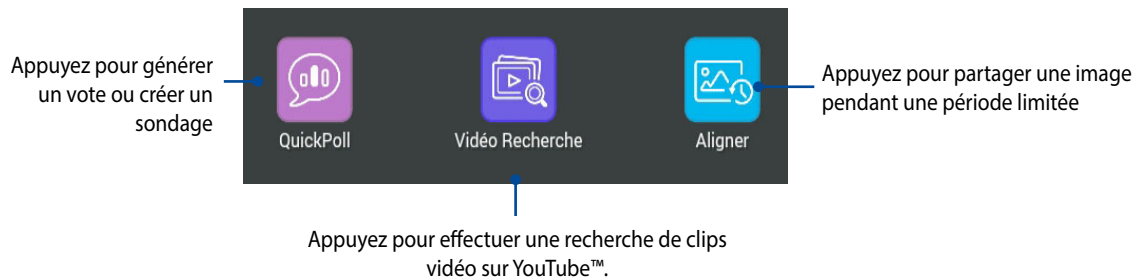 Appuyez pour générer
un vote ou créer un
sondage
QuickPoll
Vidéo Recherche
Aligner
Appuyez pour partager une image
pendant une période limitée
Appuyez pour effectuer une recherche de clips
vidéo sur YouTube™.